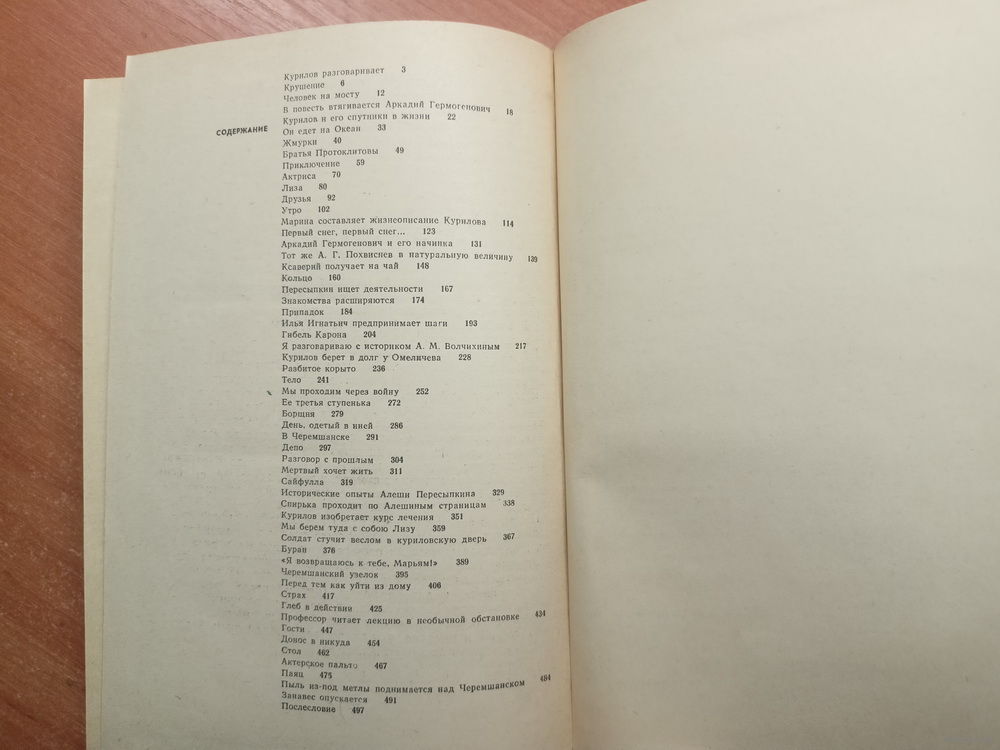 СОДЕРЖАНИЕ
Курилов разговаривает 3
Крушение 6
Человек на мосту 12
В повесть втягивается Аркадий Гермогенович 18
Курилов и его спутники в жизни 22
Он едет на Океан 33
Жмурки 40
Братья Протоклитовы 49
Приключение 59
Актриса 70
Лиза 80
Друзья 92
Утро 102
Марина составляет жизнеописание Курилова 114
Первый снег, первый снег... 123
Аркадий Гермогенович и его начинка 131
Тот же А. Г. Похвиснев в натуральную величину 139
Ксаверий получает на чай 148
Кольцо 160
Пересыпкин ищет деятельности 167
Знакомства расширяются 174
Припадок 184
Илья Игнатьич предпринимает шаги 193
Гибель Карона 204
Я разговариваю с историком А. М. Волчихиным 217
Курилов берет в долг у Омеличева 228
Разбитое корыто 236
Тело 241
Мы проходим через войну 252
Ее третья ступенька 272
Борщня 279
День, одетый в иней 286
В Черемшанске 291
Депо 297
Разговор с прошлым 304
Мертвый хочет жить 311
Сайфулла 319
Исторические опыты Алеши Пересыпкина 329
Спирька проходит по Алешиным страницам 338
Курилов изобретает курс лечения 351
Мы берем туда с собою Лизу 359
Солдат стучит веслом в куриловскую дверь 367
Буран 376
«Я возвращаюсь к тебе, Марьям!» 389
Черемшанский узелок 395
Перед тем как уйти из дому 406
Страх 417
Глеб в действии 425
Профессор читает лекцию в необычной обстановке 434
Гости 447
Донос в никуда 454
Стол 462
Актерское пальто 467
Паяц 475
Пыль из-под метлы поднимается над Черемшанском 484
Занавес опускается 491
Послесловие 497